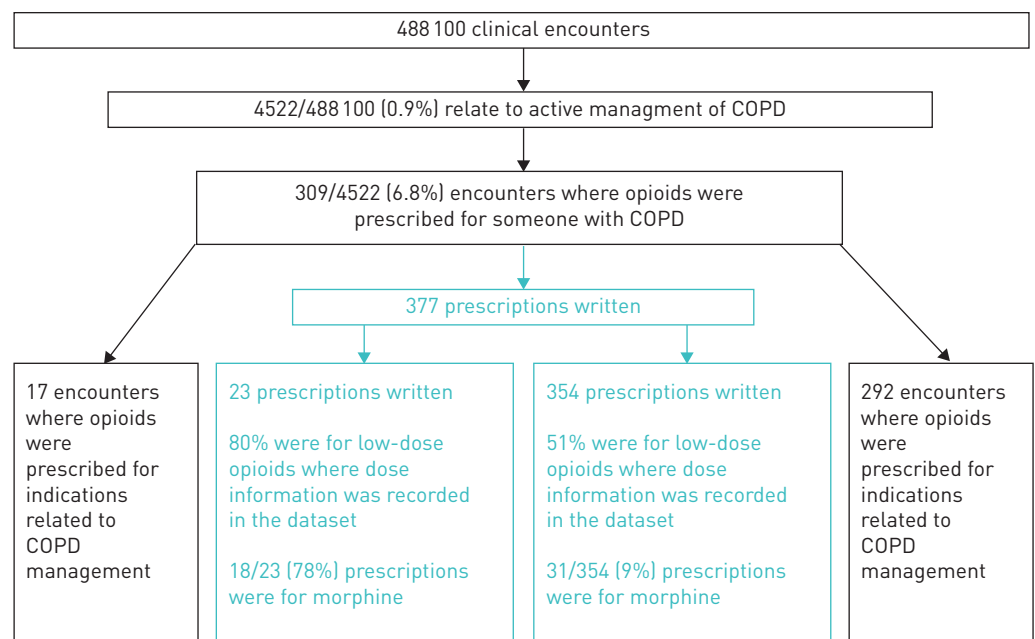 488 100 clinical encounters
4522/488 100 (0.9%) relate to active managment of COPD
309/4522 (6.8%) encounters where opioids were
prescribed for someone with COPD
377 prescriptions written
17 encounters
where opioids
were
prescribed for
indications
related to
COPD
management
23 prescriptions written
80% were for low-dose
opioids where dose
information was recorded
in the dataset
18/23 (78%) prescriptions
were for morphine
354 prescriptions written
51% were for low-dose
opioids where dose
information was recorded
in the dataset
31/354 (9%) prescriptions
were for morphine
292 encounters
where opioids
were
prescribed for
indications
related to
COPD
management